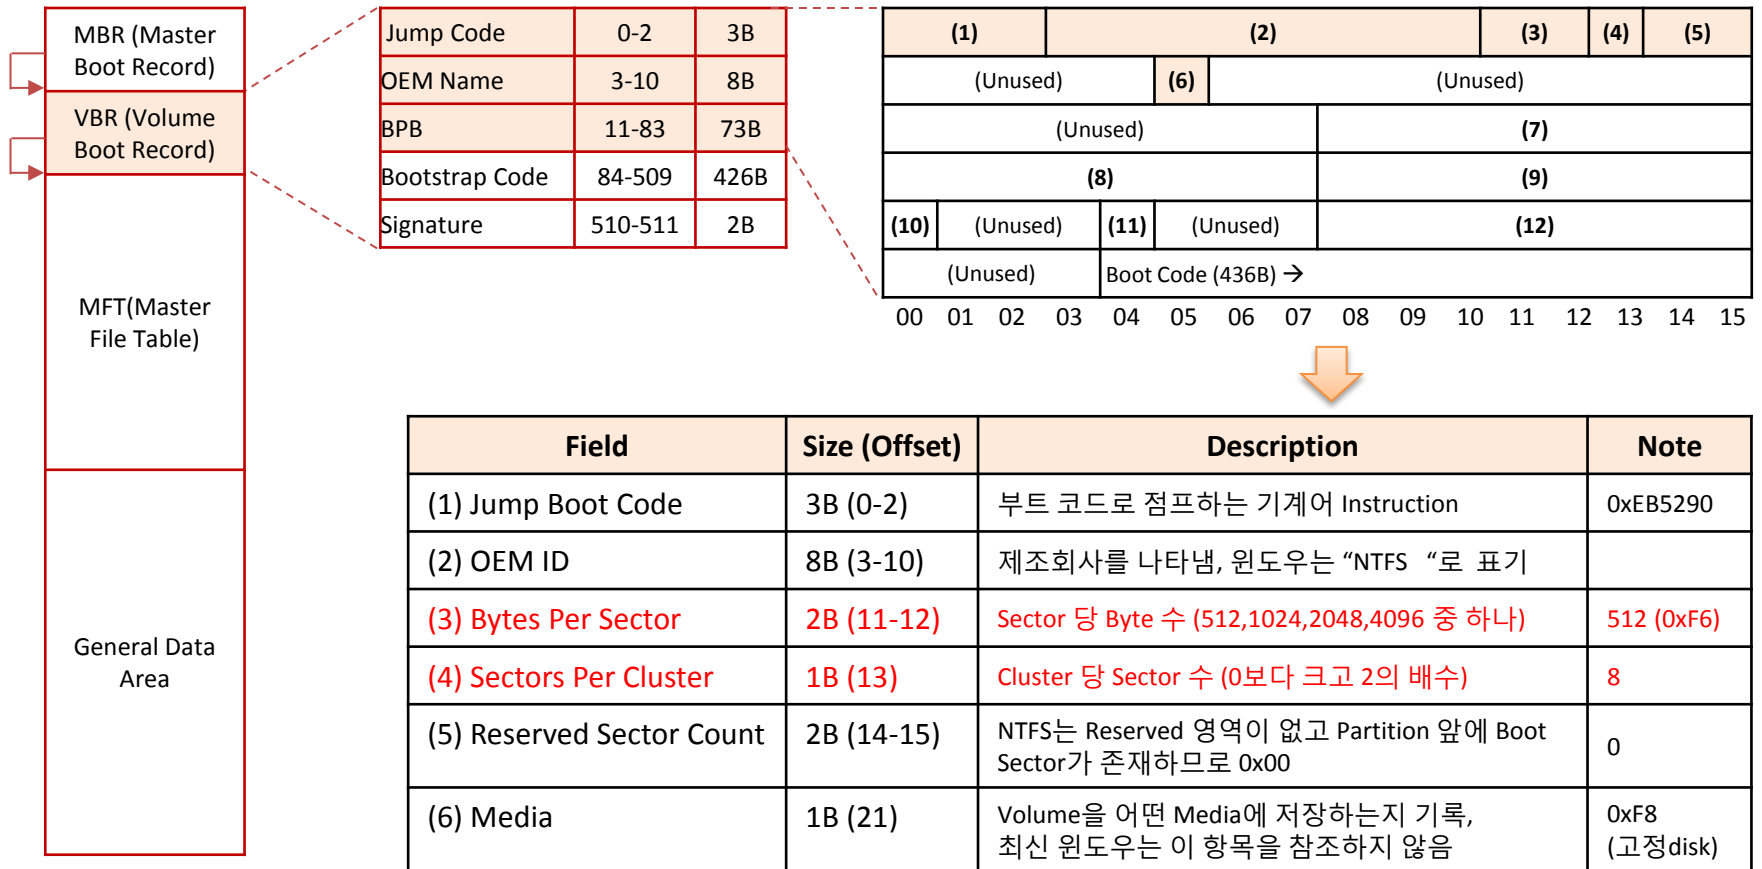 MBR (Master
Boot Record)
VBR (Volume
Boot Record)
MFT(Master
File Table)
General Data
Area
Jump Code 0-2 3B
OEM Name 3-10 8B
BPB 11-83 73B
Bootstrap Code 84-509 426B
Signature 510-511 2B
(1) (2) (3) (4) (5)
(Unused) (6) (Unused)
(Unused) (7)
(8) (9)
(10) (Unused) (11) (Unused) (12)
(Unused) Boot Code (436B) →
00 01 02 03 04 05 06 07 08 09 10 11 12 13 14 15
Field Size (Offset) Description Note
(1) Jump Boot Code 3B (0-2) 부트 코드로 점프하는 기계어 Instruction 0xEB5290
(2) OEM ID 8B (3-10) 제조회사를 나타냄, 윈도우는 “NTFS “로 표기
(3) Bytes Per Sector 2B (11-12) Sector 당 Byte 수 (512,1024,2048,4096 중 하나) 512 (0xF6)
(4) Sectors Per Cluster 1B (13) Cluster 당 Sector 수 (0보다 크고 2의 배수) 8
(5) Reserved Sector Count 2B (14-15) NTFS는 Reserved 영역이 없고 Partition 앞에 Boot
Sector가 존재하므로 0x00 0
(6) Media 1B (21) Volume을 어떤 Media에 저장하는지 기록, 0xF8
최신 윈도우는 이 항목을 참조하지 않음 (고정disk)